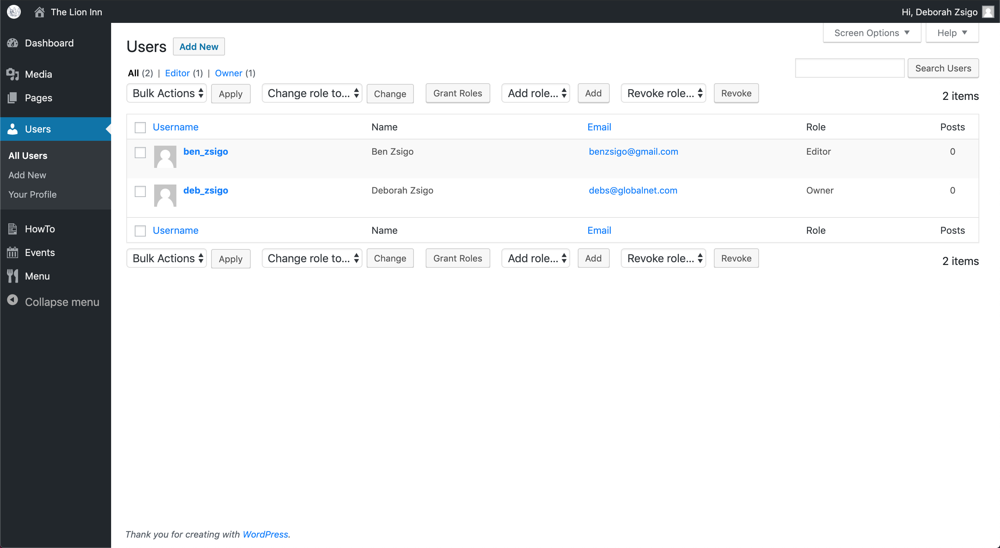 The Lion Inn
Hi, Deborah Zsigo
Dashboard
Media
Pages
Users
All Users
Add New
Your Profile
HowTo
Events
Menu
Collapse menu
Screen Options
Help
Users
Add New
All (2) | Editor (1) | Owner (1)
Search Users
Bulk Actions Apply Change role to... Change Grant Roles Add role... Add Revoke role... Revoke 2 items
Username Name Email Role Posts
ben_zsigo Ben Zsigo benzsigo@gmail.com Editor 0
deb_zsigo Deborah Zsigo debs@globalnet.com Owner 0
Username Name Email Role Posts
Bulk Actions Apply Change role to... Change Grant Roles Add role... Add Revoke role... Revoke 2 items
Thank you for creating with WordPress.